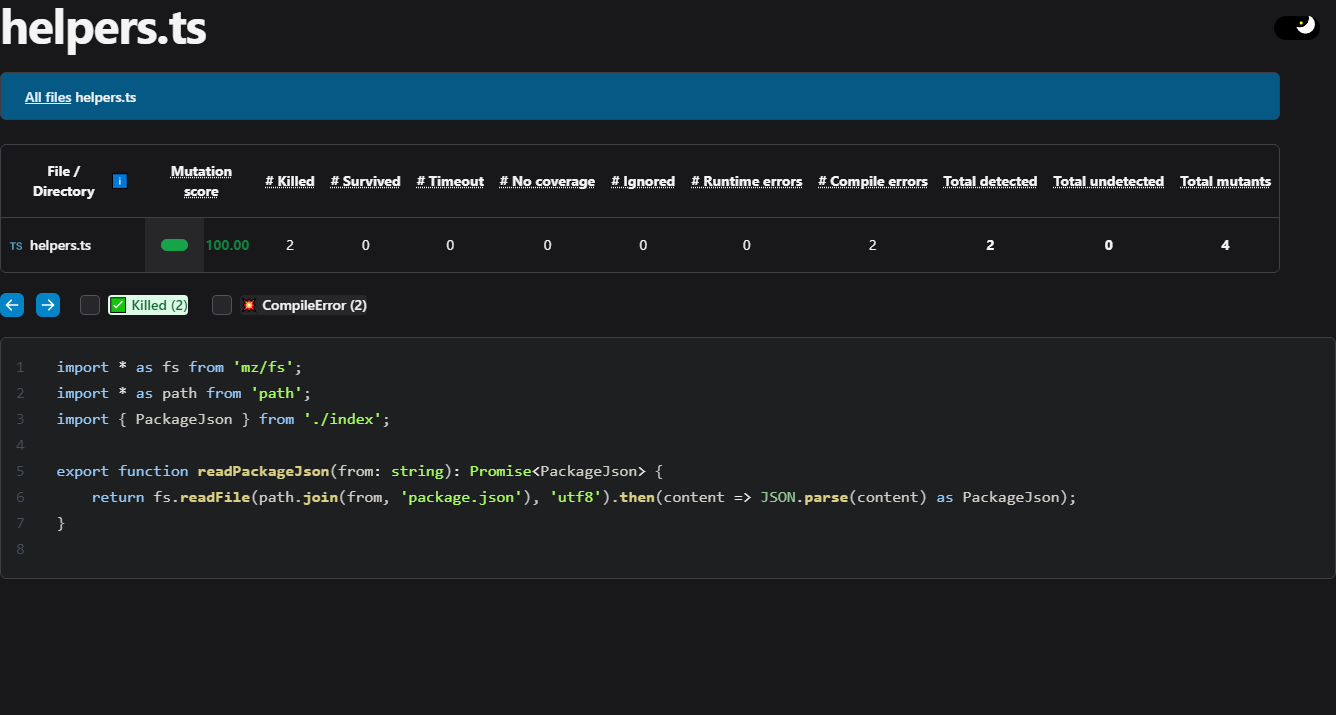 helpers.ts
All files helpers.ts
File / Directory i Mutation score # Killed # Survived # Timeout # No coverage # Ignored # Runtime errors # Compile errors Total detected Total undetected Total mutants
TS helpers.ts 100.00 2 0 0 0 0 0 2 2 0 4
← → ✅ Killed (2) 💥 CompileError (2)
1 import * as fs from 'mz/fs';
2 import * as path from 'path';
3 import { PackageJson } from './index';
4
5 export function readPackageJson(from: string): Promise<PackageJson> {
6     return fs.readFile(path.join(from, 'package.json'), 'utf8').then(content => JSON.parse(content) as PackageJson);
7 }
8